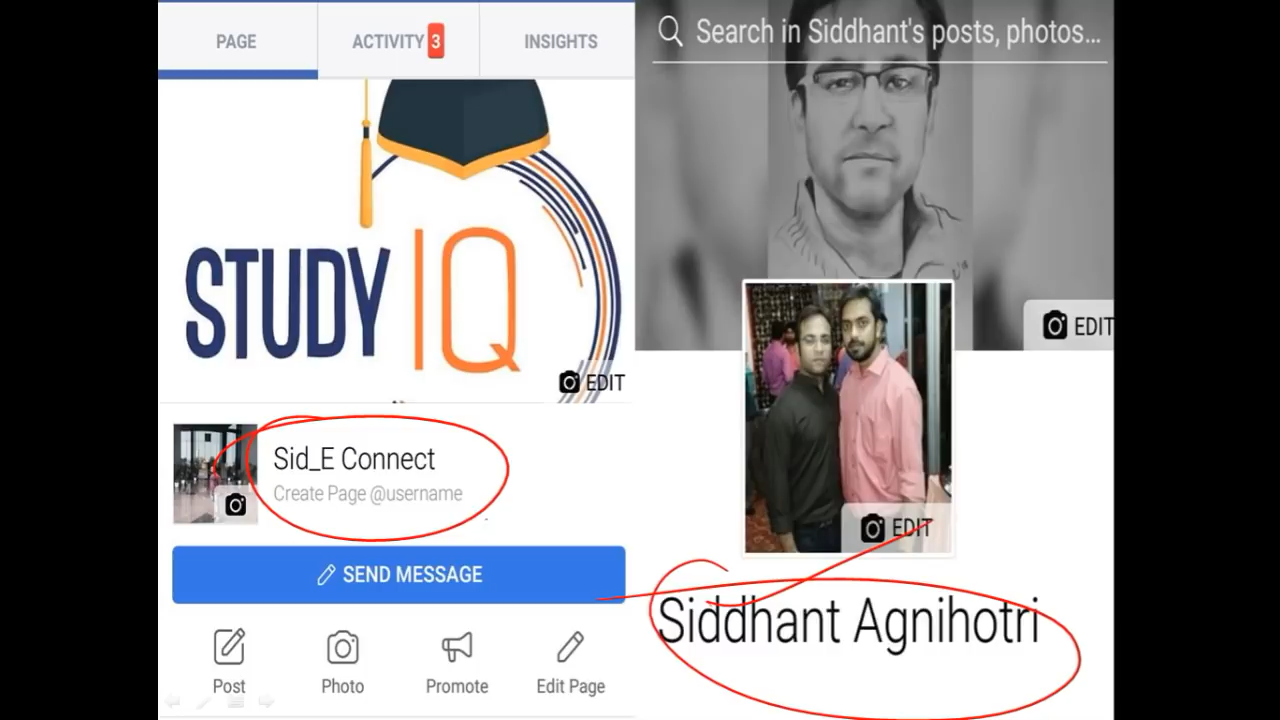 PAGE
ACTIVITY 3
INSIGHTS
STUDY IQ
EDIT
Sid_E Connect
Create Page @username
SEND MESSAGE
Post
Photo
Promote
Edit Page
Search in Siddhant's posts, photos...
EDIT
EDIT
Siddhant Agnihotri